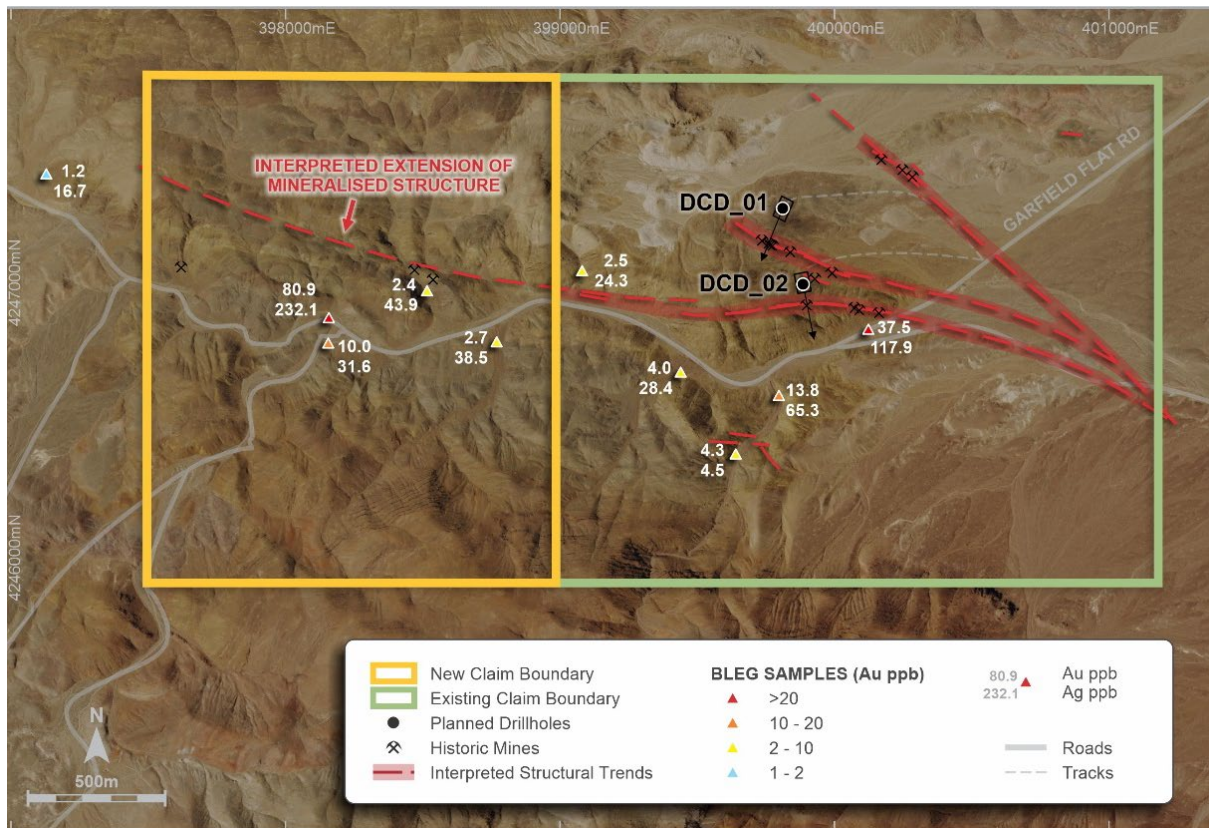 398000mE
399000mE
400000mE
401000mE
4247000mN
4246000mN
INTERPRETED EXTENSION OF
MINERALISED STRUCTURE
GARFIELD FLAT RD
DCD_01
DCD_02
1.2
16.7
2.5
24.3
2.4
43.9
80.9
232.1
10.0
31.6
2.7
38.5
37.5
117.9
4.0
28.4
13.8
65.3
4.3
4.5
N
500m
New Claim Boundary
Existing Claim Boundary
Planned Drillholes
Historic Mines
Interpreted Structural Trends
BLEG SAMPLES (Au ppb)
>20
10 - 20
2 - 10
1 - 2
80.9
232.1
Au ppb
Ag ppb
Roads
Tracks